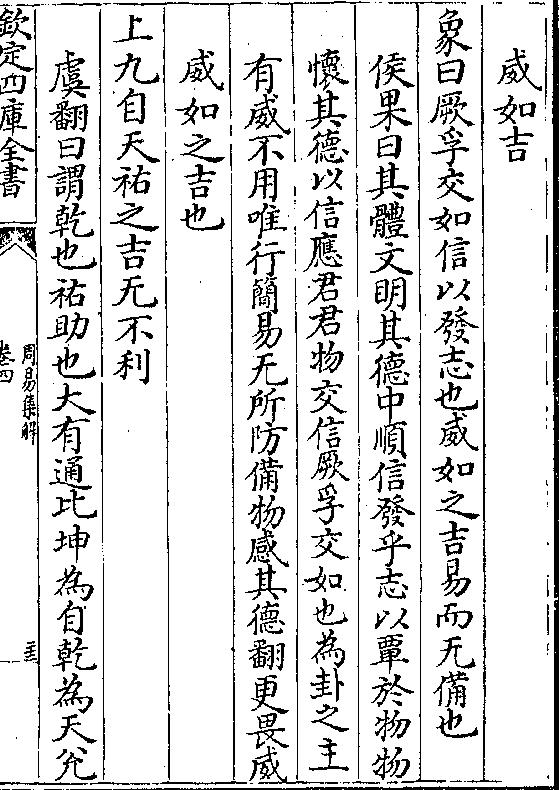 威如吉
象曰厥孚交如信以發志也威如之吉易而无備也
侯果曰其體文明其德中順信發乎志以覃於物物
懷其德以信應君君物交信厥孚交如也為卦之主
有威不用唯行簡易无所防備物感其德翻更畏威
威如之吉也
上九自天祐之吉无不利
虞翻曰謂乾也祐助也大有通比坤為自乾為天兊
欽定四庫全書
周易集解
卷四